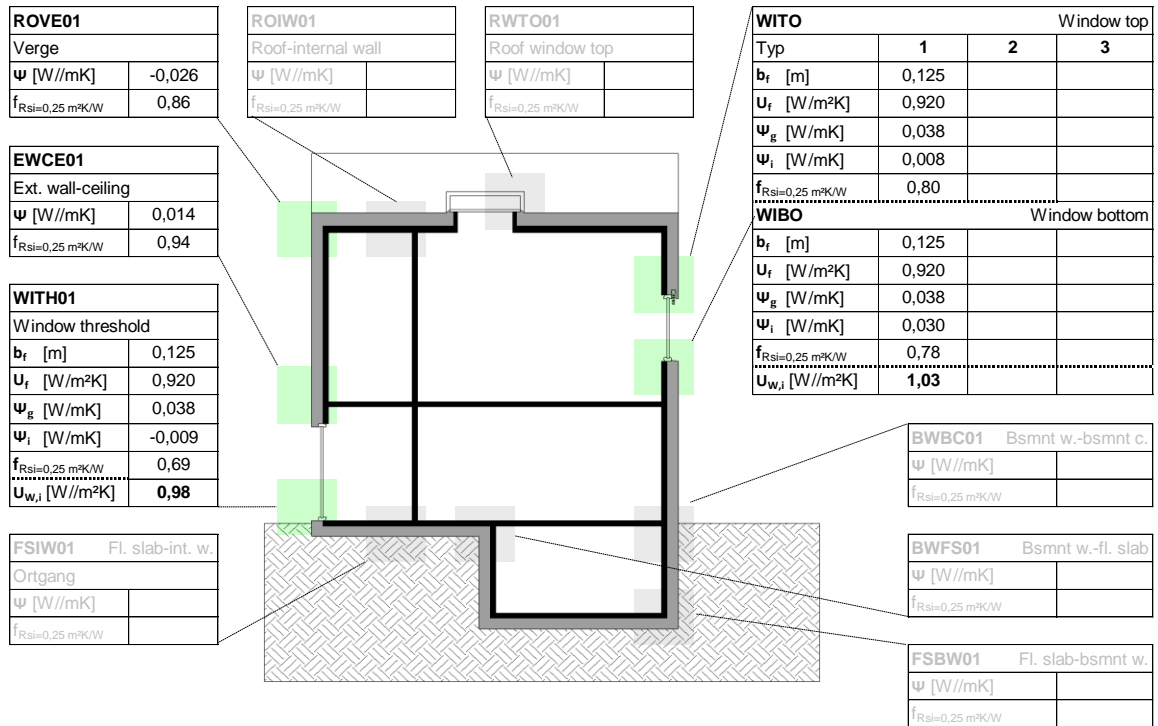 ROVE01
Verge
Ψ [W//mK] -0,026
fRsi=0,25 m²K/W 0,86
ROIW01
Roof-internal wall
Ψ [W//mK]
fRsi=0,25 m²K/W
RWTO01
Roof window top
Ψ [W//mK]
fRsi=0,25 m²K/W
WITO Window top
Typ 1 2 3
bf [m] 0,125
Uf [W/m²K] 0,920
Ψg [W/mK] 0,038
Ψi [W/mK] 0,008
fRsi=0,25 m²K/W 0,80
WIBO Window bottom
bf [m] 0,125
Uf [W/m²K] 0,920
Ψg [W/mK] 0,038
Ψi [W/mK] 0,030
fRsi=0,25 m²K/W 0,78
UW,i [W//m²K] 1,03
EWCE01
Ext. wall-ceiling
Ψ [W//mK] 0,014
fRsi=0,25 m²K/W 0,94
WITH01
Window threshold
bf [m] 0,125
Uf [W/m²K] 0,920
Ψg [W/mK] 0,038
Ψi [W/mK] -0,009
fRsi=0,25 m²K/W 0,69
UW,i [W//m²K] 0,98
FSIW01 Fl. slab-int. w.
Ortgang
Ψ [W//mK]
fRsi=0,25 m²K/W
BWBC01 Bsmnt w.-bsmnt c.
Ψ [W//mK]
fRsi=0,25 m²K/W
BWFS01 Bsmnt w.-fl. slab
Ψ [W//mK]
fRsi=0,25 m²K/W
FSBW01 Fl. slab-bsmnt w.
Ψ [W//mK]
fRsi=0,25 m²K/W